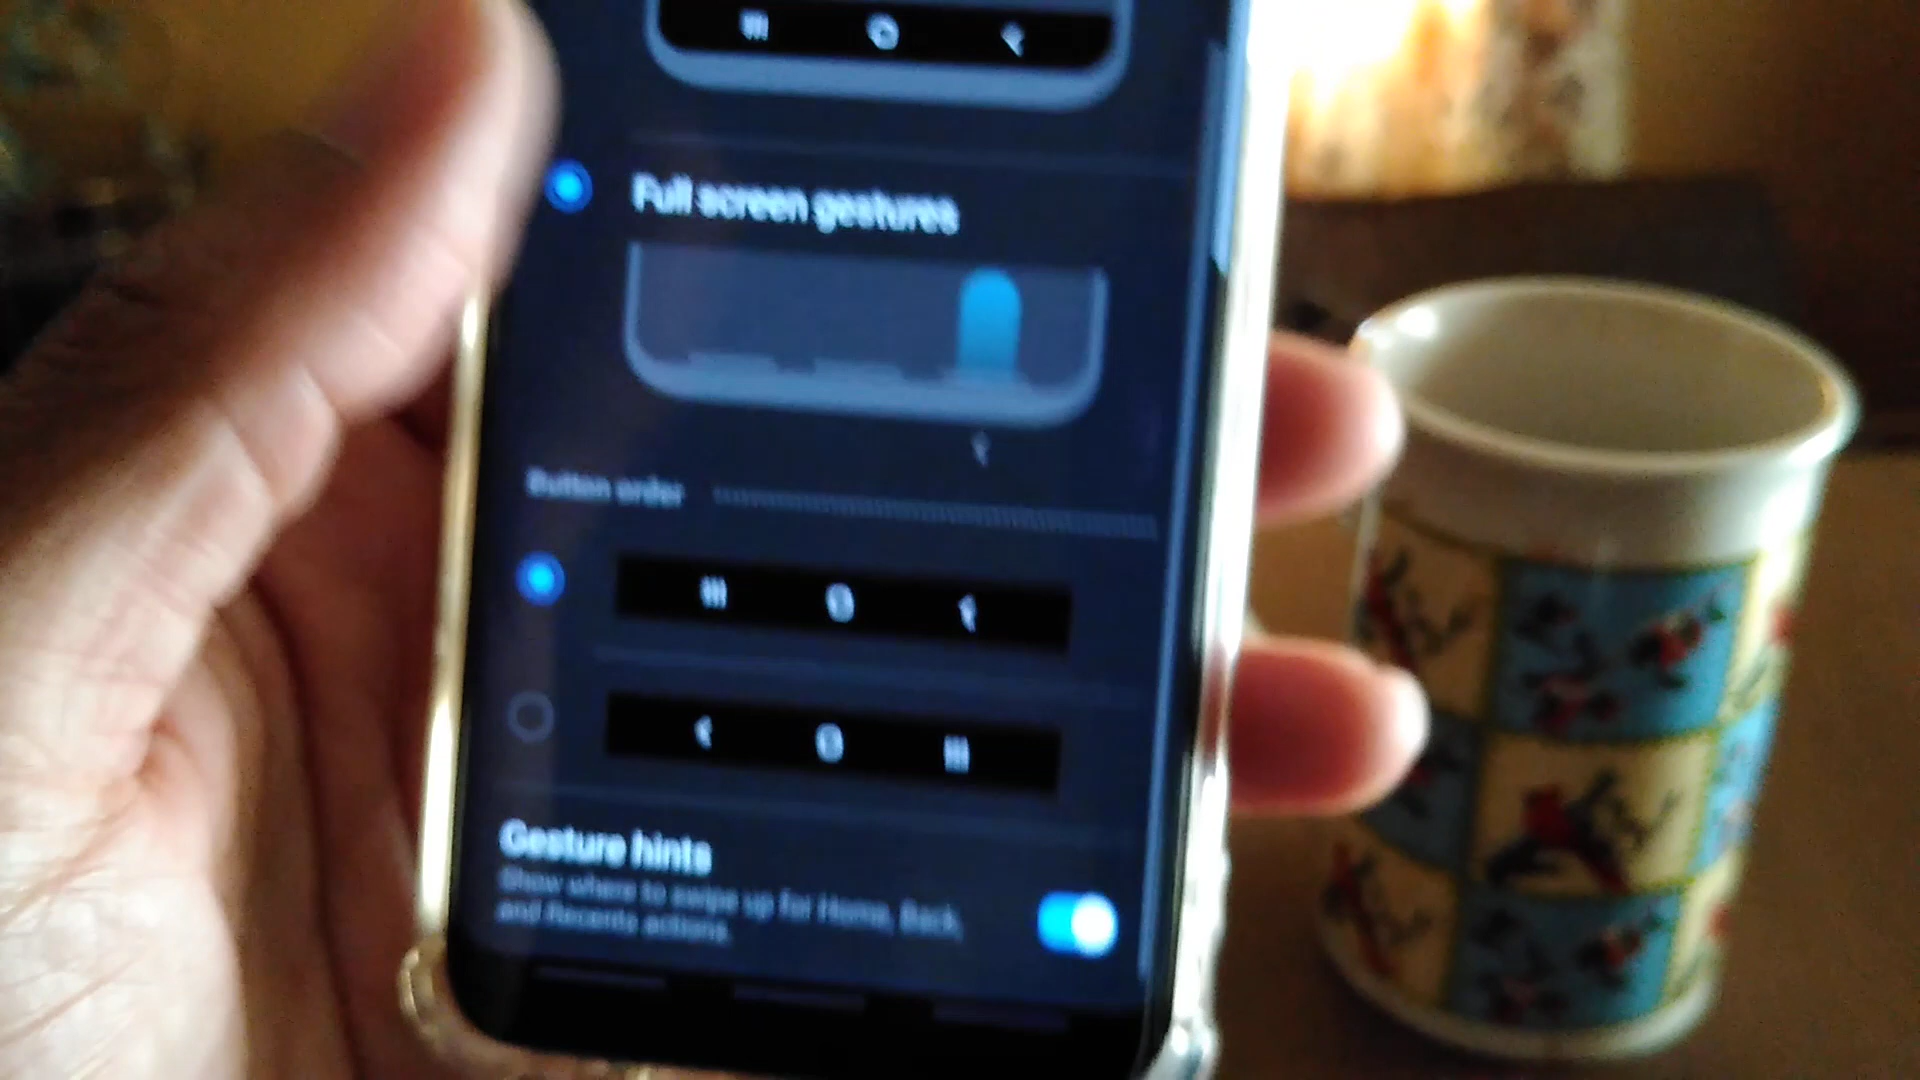 Full screen gestures
Button order
Gesture hints
Show where to swipe up for Home, Back,
and Recents actions.